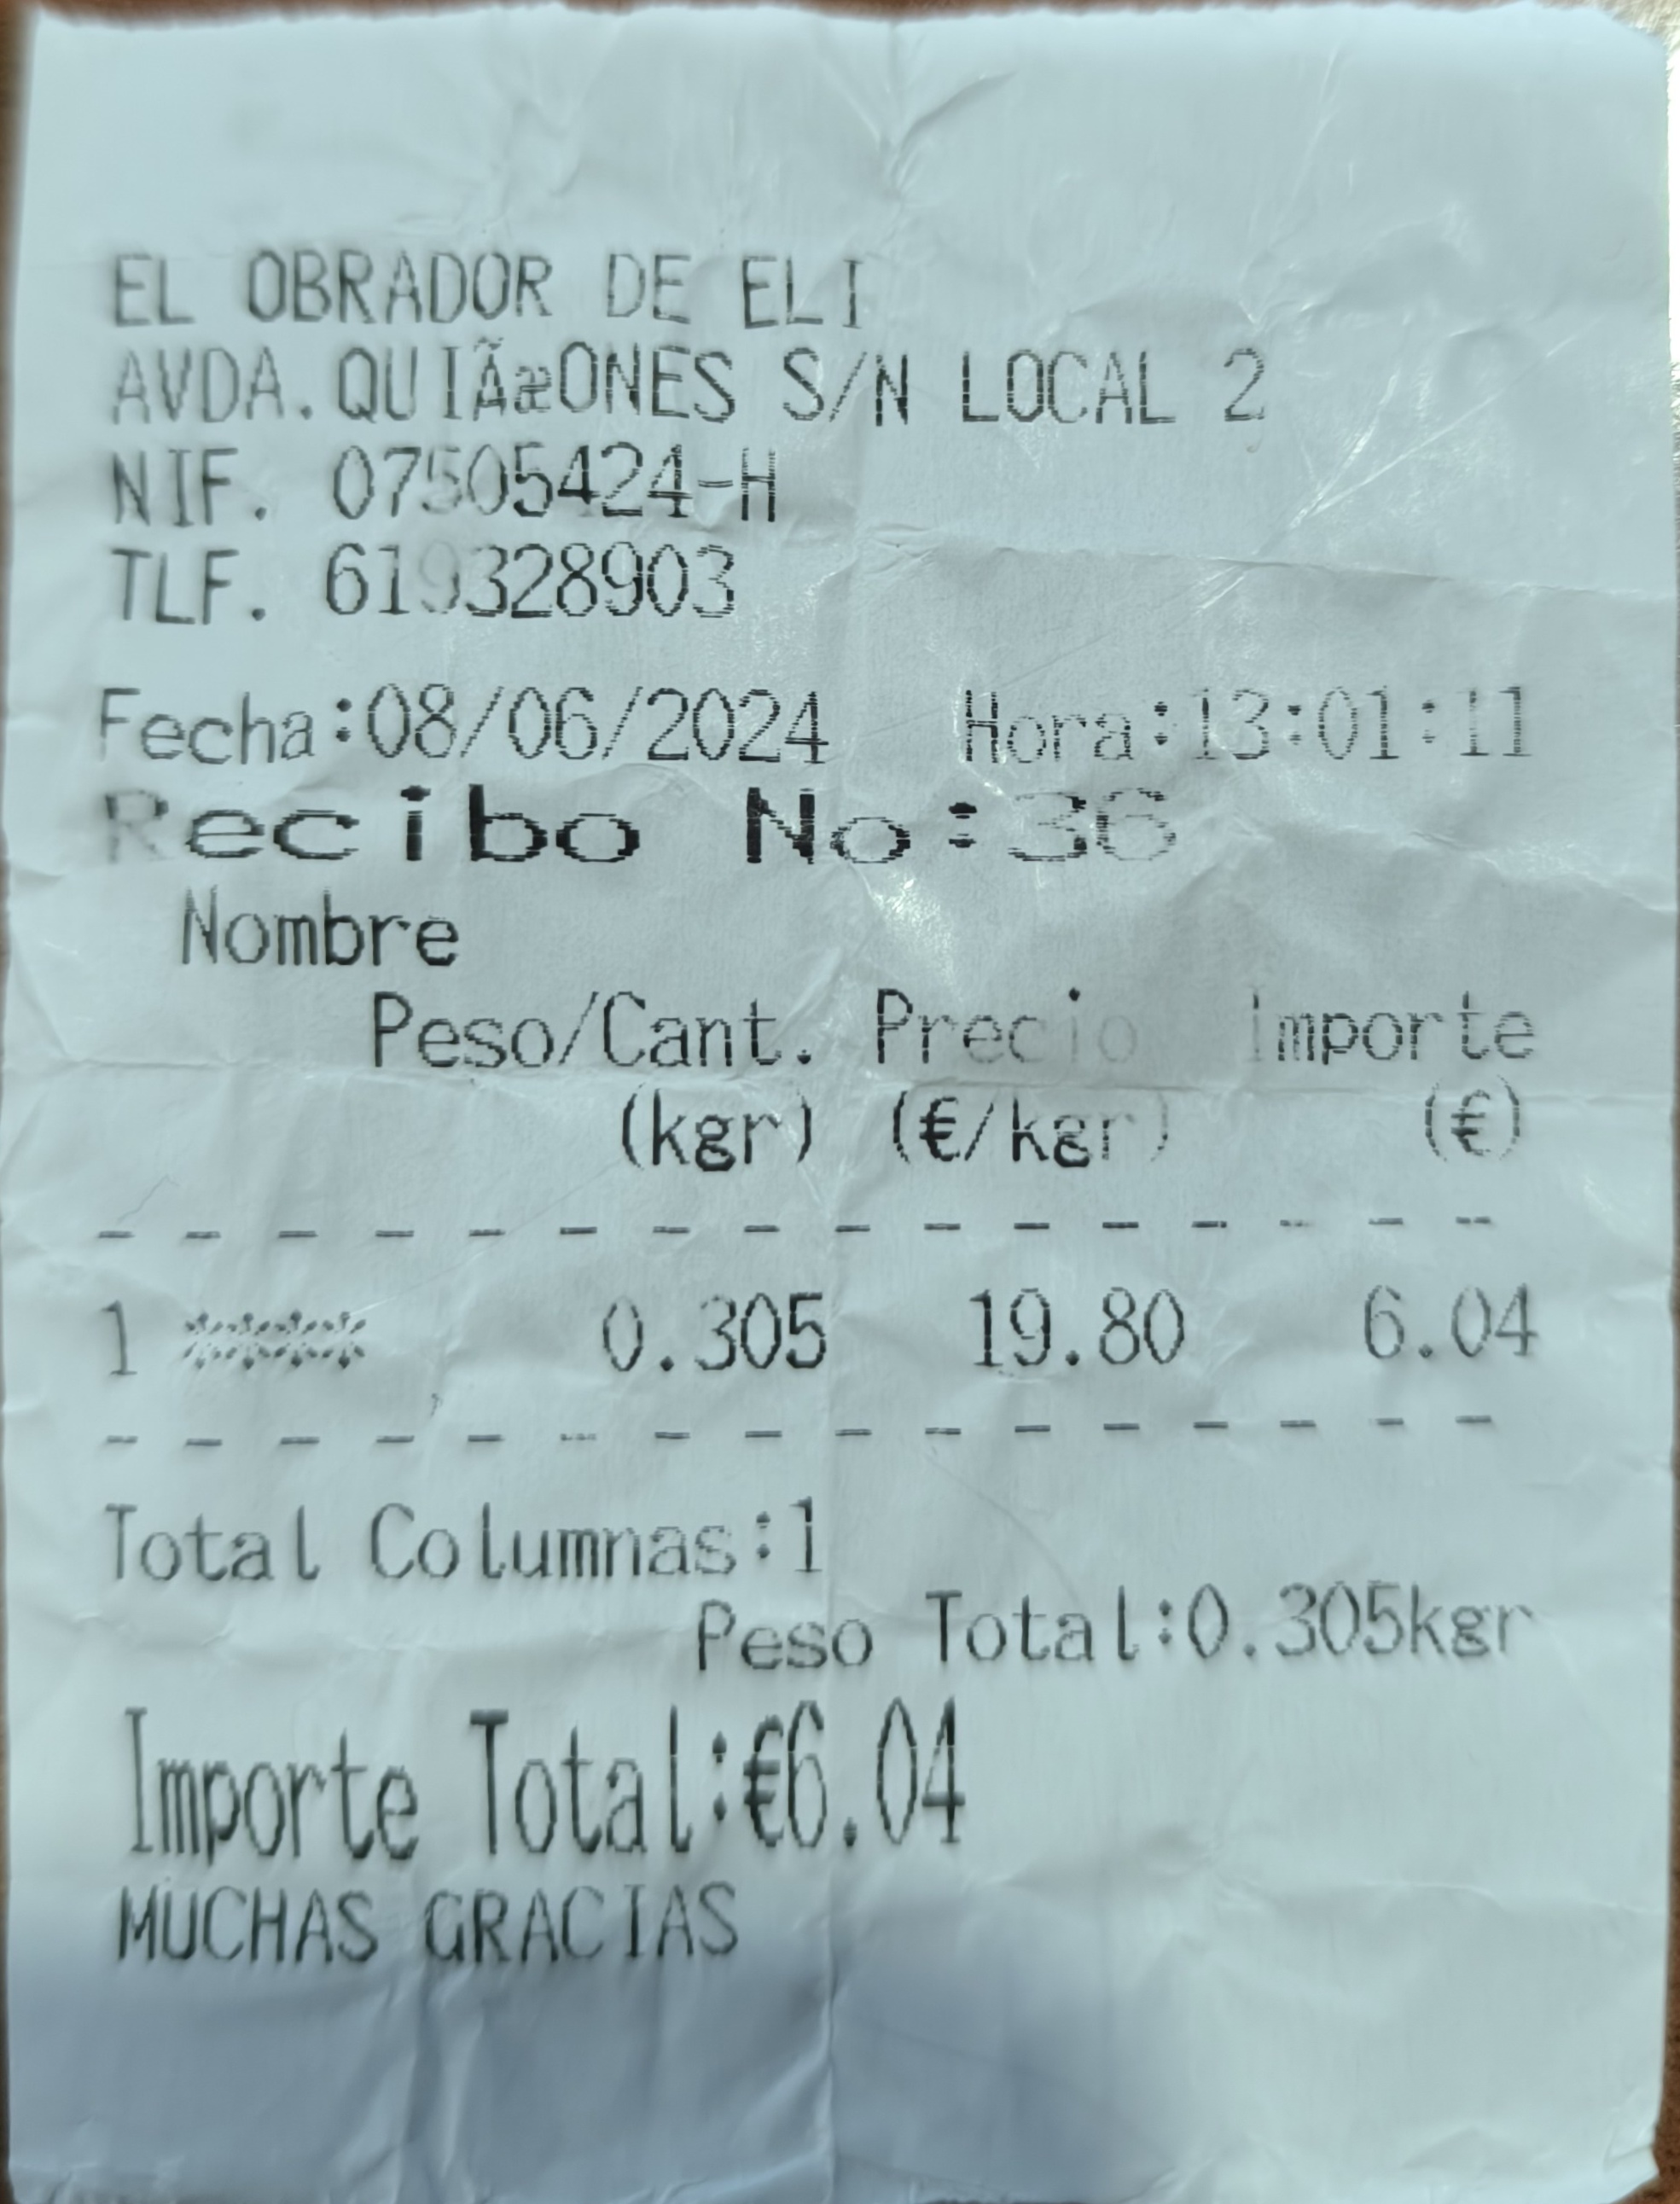 EL OBRADOR DE ELI
AVDA.QUIÃæONES S/N LOCAL 2
NIF. 07505424-H
TLF. 619328903
Fecha:08/06/2024 Hora:13:01:11
Recibo No:36
Nombre
Peso/Cant. Precio Importe
(kgr) (€/kgr) (€)
- - - - - - - - - - - - - - - -
1 **** 0.305 19.80 6.04
- - - - - - - - - - - - - - - -
Total Columnas:1
Peso Total:0.305kgr
Importe Total:€6.04
MUCHAS GRACIAS